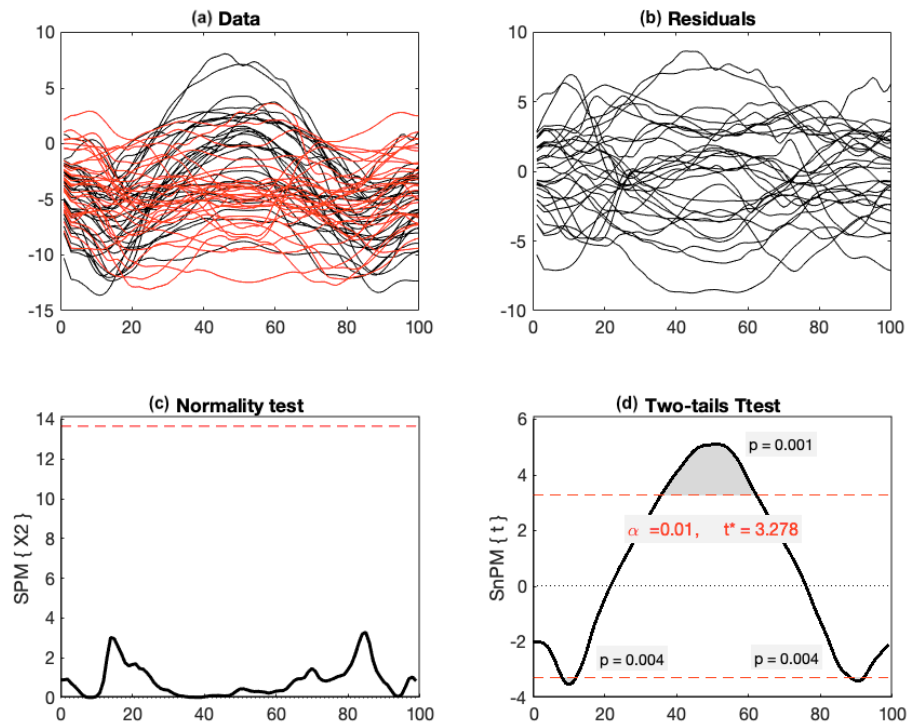 (a) Data
10
5
0
-5
-10
-15
0 20 40 60 80 100
(b) Residuals
10
5
0
-5
-10
0 20 40 60 80 100
(c) Normality test
SPM { X2 }
14
12
10
8
6
4
2
0
0 20 40 60 80 100
(d) Two-tails Ttest
SnPM { t }
6
4
2
0
-2
-4
p = 0.001
α =0.01, t* = 3.278
p = 0.004
p = 0.004
0 20 40 60 80 100